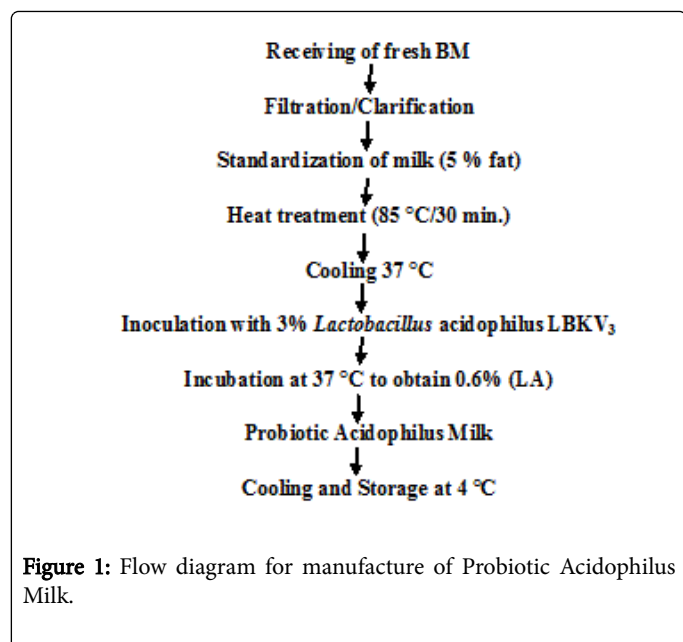 Receiving of fresh BM
Filtration/Clarification
Standardization of milk (5 % fat)
Heat treatment (85 °C/30 min.)
Cooling 37 °C
Inoculation with 3% Lactobacillus acidophilus LBKV₃
Incubation at 37 °C to obtain 0.6% (LA)
Probiotic Acidophilus Milk
Cooling and Storage at 4 °C
Figure 1: Flow diagram for manufacture of Probiotic Acidophilus
Milk.